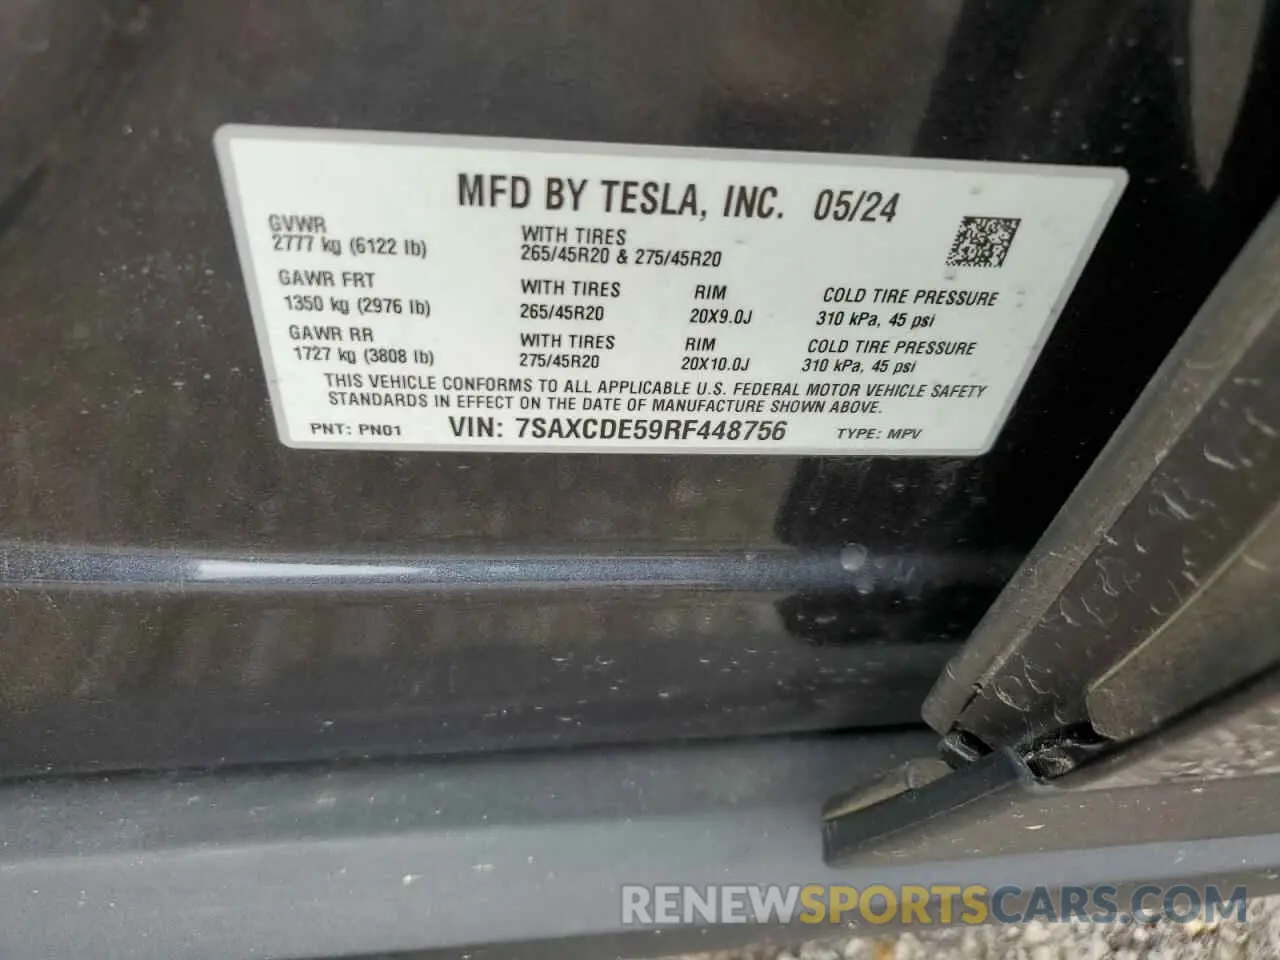 MFD BY TESLA, INC. 05/24
GVWR
2777 kg (6122 lb)
WITH TIRES
265/45R20 & 275/45R20
GAWR FRT
1350 kg (2976 lb)
WITH TIRES
265/45R20
RIM
20X9.0J
COLD TIRE PRESSURE
310 kPa, 45 psi
GAWR RR
1727 kg (3808 lb)
WITH TIRES
275/45R20
RIM
20X10.0J
COLD TIRE PRESSURE
310 kPa, 45 psi
THIS VEHICLE CONFORMS TO ALL APPLICABLE U.S. FEDERAL MOTOR VEHICLE SAFETY
STANDARDS IN EFFECT ON THE DATE OF MANUFACTURE SHOWN ABOVE.
PNT: PN01 VIN: 7SAXCDE59RF448756 TYPE: MPV
RENEWSPORTSCARS.COM